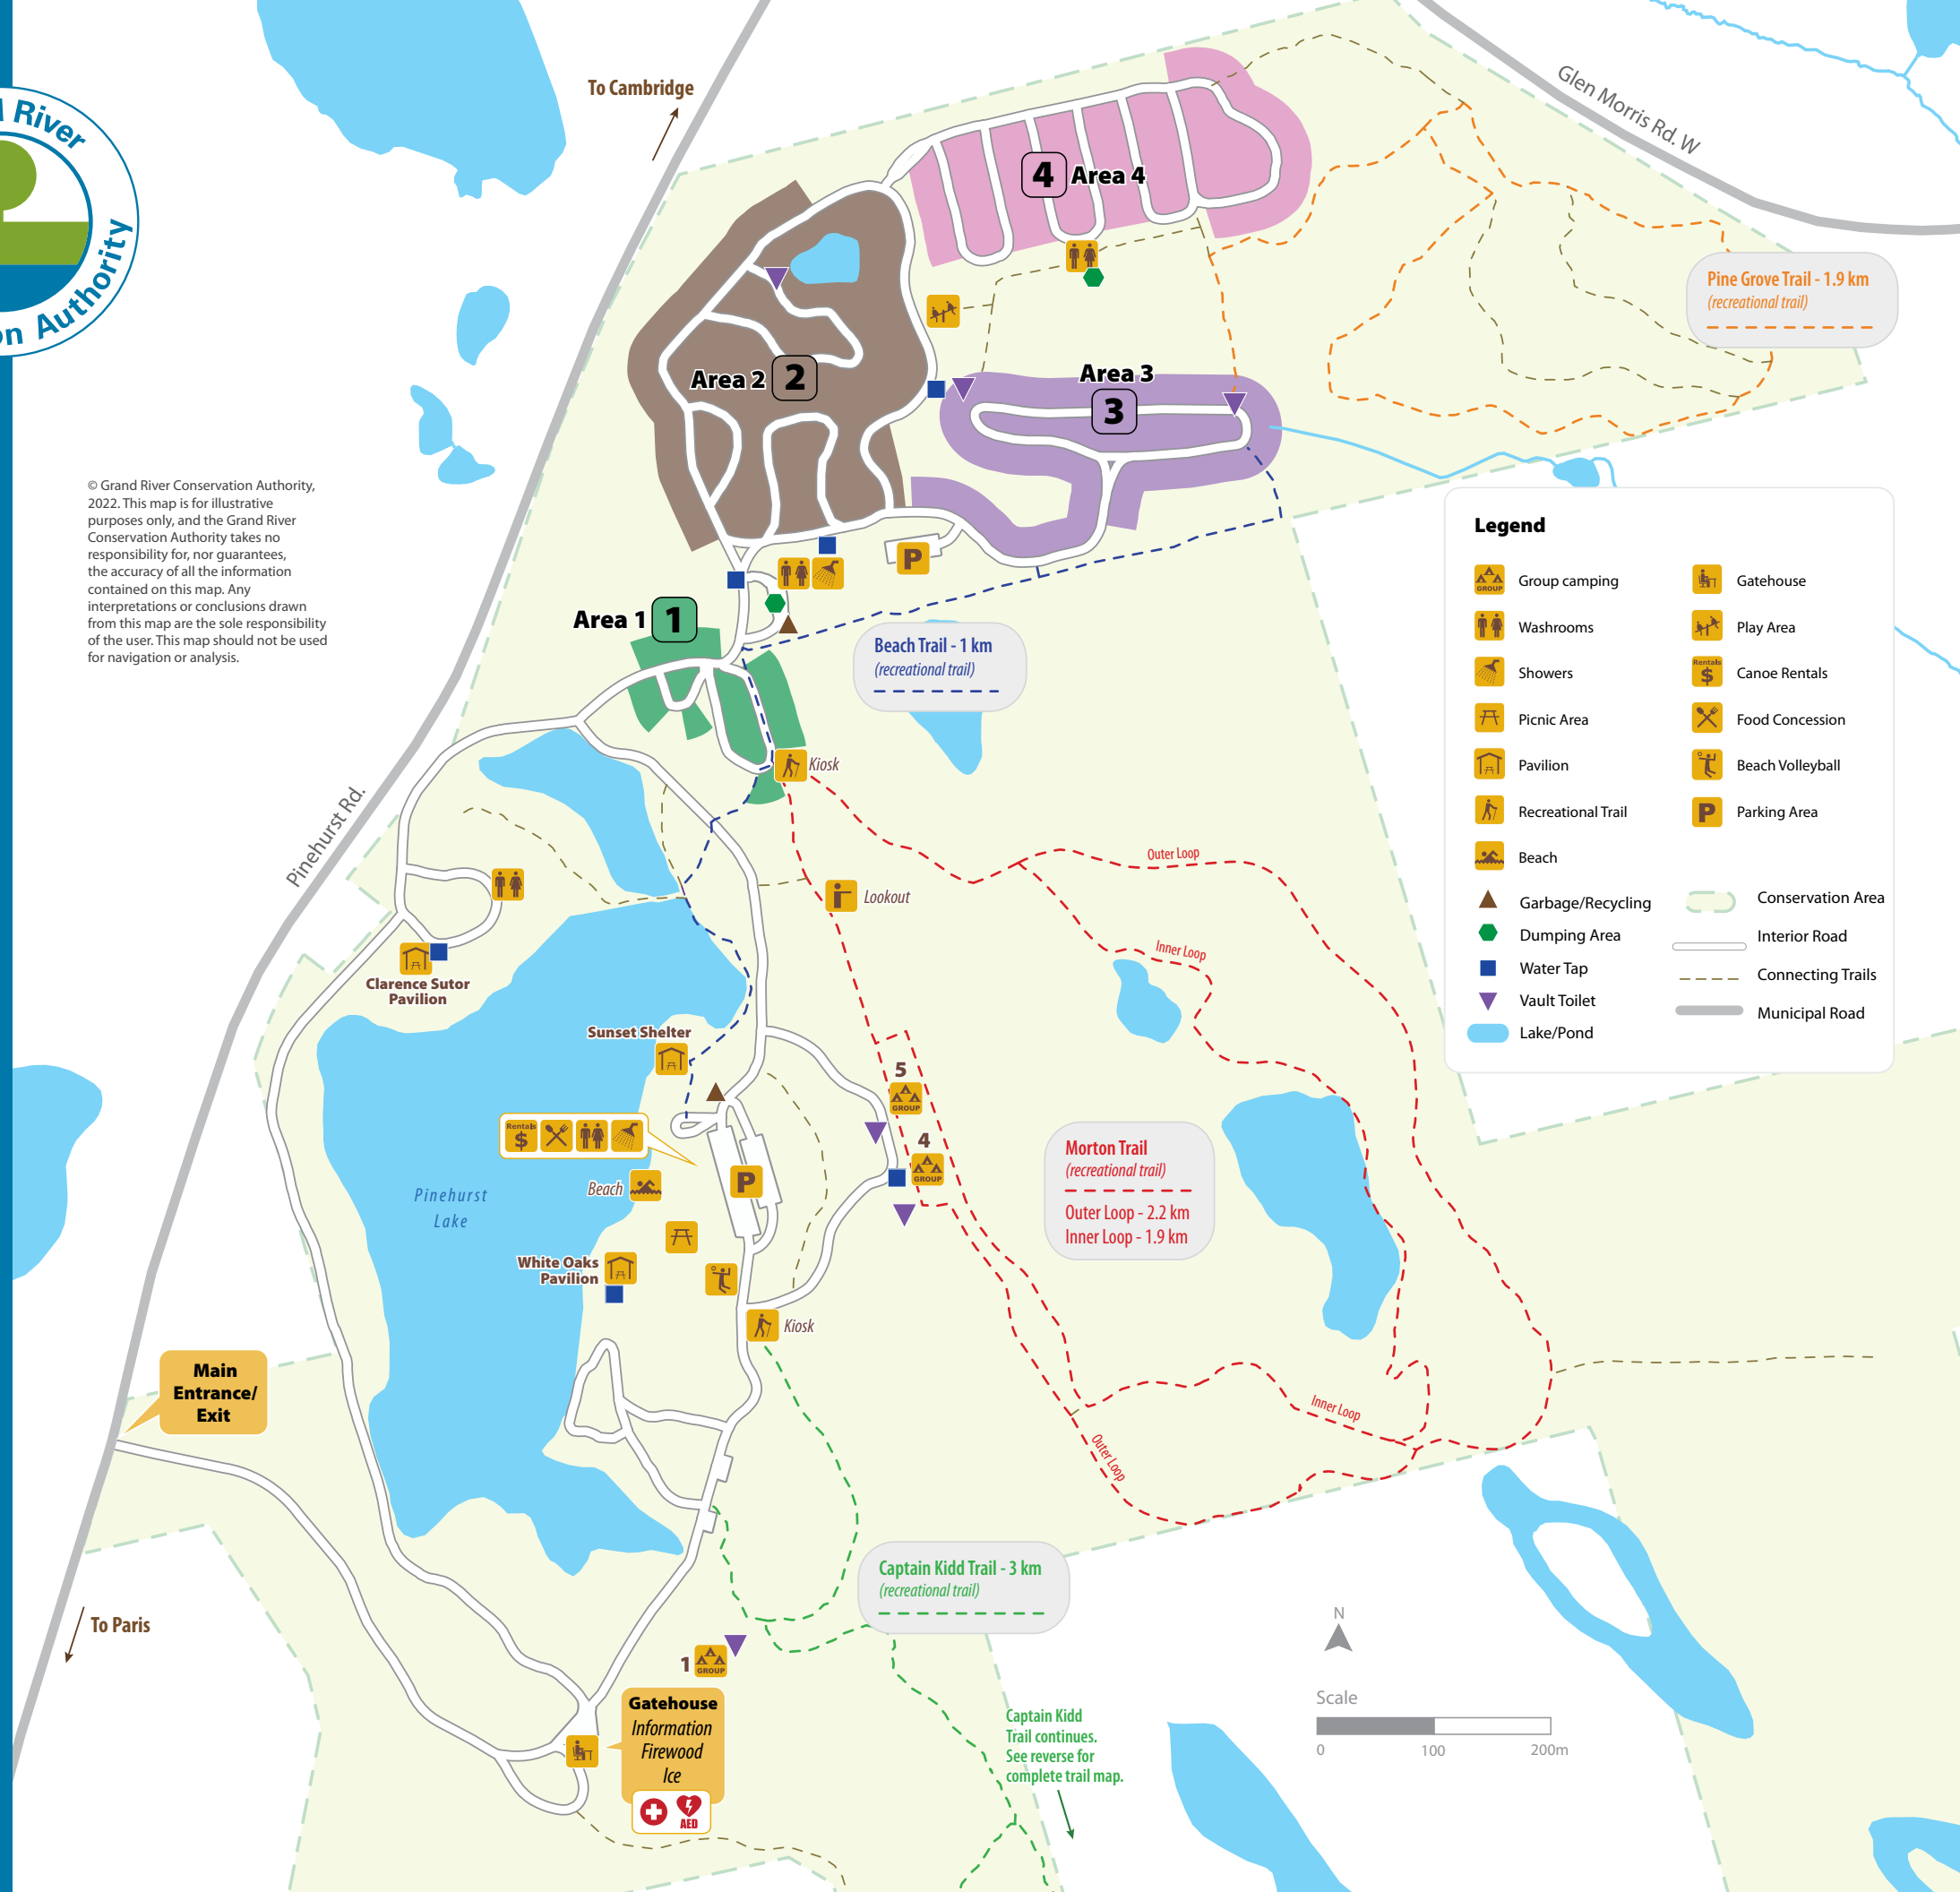 River
Authority
To Cambridge
Glen Morris Rd. W
4 Area 4
Pine Grove Trail - 1.9 km
(recreational trail)
Area 2 2
Area 3
3
© Grand River Conservation Authority,
2022. This map is for illustrative
purposes only, and the Grand River
Conservation Authority takes no
responsibility for, nor guarantees,
the accuracy of all the information
contained on this map. Any
interpretations or conclusions drawn
from this map are the sole responsibility
of the user. This map should not be used
for navigation or analysis.
P
Area 1 1
Beach Trail - 1 km
(recreational trail)
Legend
GROUP
Group camping
Washrooms
Showers
Picnic Area
Pavilion
Recreational Trail
Beach
Garbage/Recycling
Dumping Area
Water Tap
Vault Toilet
Lake/Pond
Gatehouse
Play Area
Rentals
$
Canoe Rentals
Food Concession
Beach Volleyball
P
Parking Area
Conservation Area
Interior Road
Connecting Trails
Municipal Road
Kiosk
Pinehurst Rd.
Outer Loop
Lookout
Inner Loop
Clarence Sutor
Pavilion
Sunset Shelter
5
GROUP
4
GROUP
Rentals
$
P
Beach
Pinehurst
Lake
Morton Trail
(recreational trail)
Outer Loop - 2.2 km
Inner Loop - 1.9 km
White Oaks
Pavilion
Kiosk
Main
Entrance/
Exit
Inner Loop
Outer Loop
Captain Kidd Trail - 3 km
(recreational trail)
To Paris
1
GROUP
Gatehouse
Information
Firewood
Ice
AED
Captain Kidd
Trail continues.
See reverse for
complete trail map.
N
Scale
0 100 200m